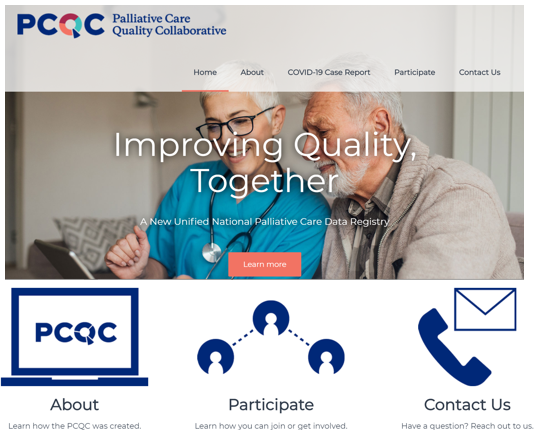 PCQC Palliative Care
Quality Collaborative
Home About COVID-19 Case Report Participate Contact Us
Improving Quality,
Together
A New Unified National Palliative Care Data Registry
Learn more
PCQC
About Participate Contact Us
Learn how the PCQC was created. Learn how you can join or get involved. Have a question? Reach out to us.